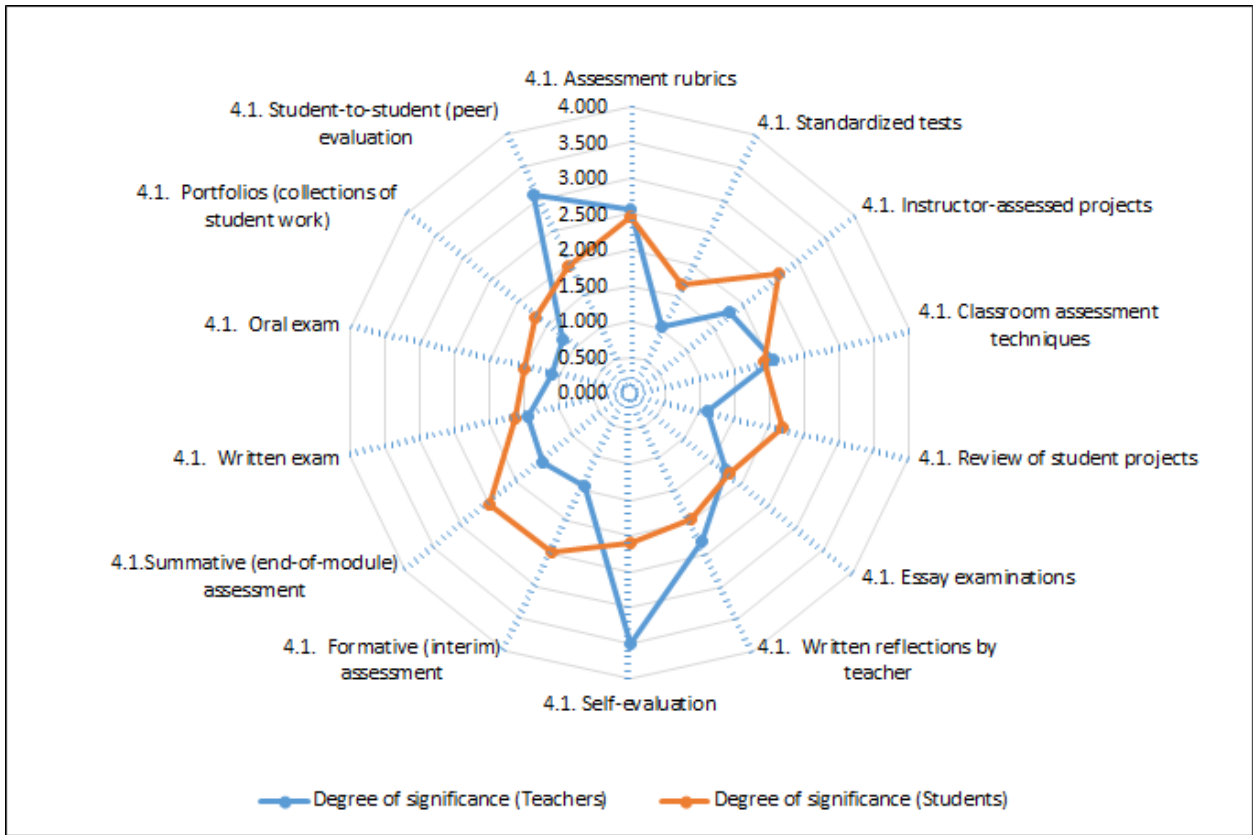 4.1. Assessment rubrics
4.1. Student-to-student (peer)
evaluation
4.1. Standardized tests
4.1. Portfolios (collections of
student work)
4.1. Instructor-assessed projects
4.1. Oral exam
4.1. Classroom assessment
techniques
4.1. Written exam
4.1. Review of student projects
4.1.Summative (end-of-module)
assessment
4.1. Essay examinations
4.1. Formative (interim)
assessment
4.1. Written reflections by
teacher
4.1. Self-evaluation
4.000
3.500
3.000
2.500
2.000
1.500
1.000
0.500
0.000
Degree of significance (Teachers)
Degree of significance (Students)